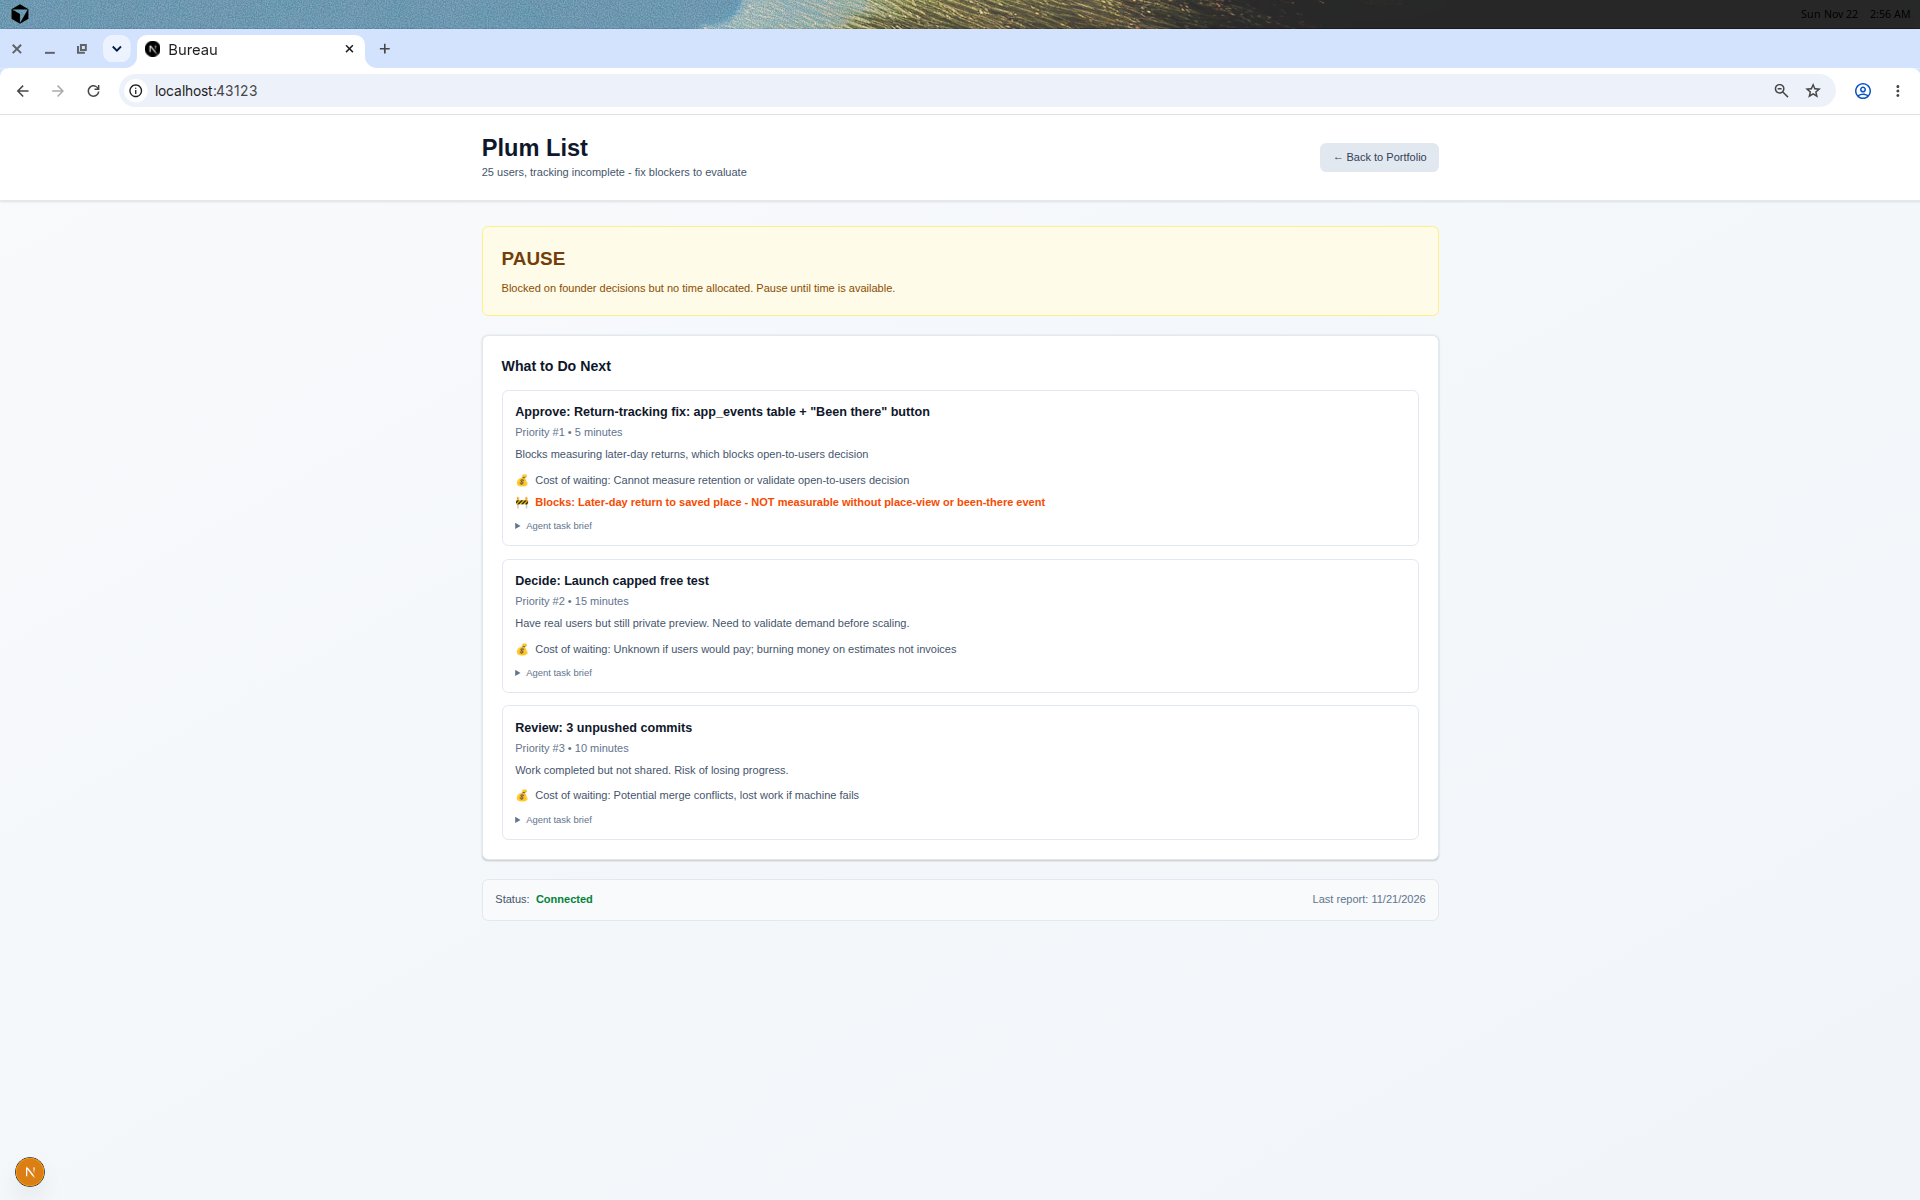 Sun Nov 22 2:56 AM
Bureau
localhost:43123
Plum List
25 users, tracking incomplete - fix blockers to evaluate
← Back to Portfolio
PAUSE
Blocked on founder decisions but no time allocated. Pause until time is available.
What to Do Next
Approve: Return-tracking fix: app_events table + "Been there" button
Priority #1 • 5 minutes
Blocks measuring later-day returns, which blocks open-to-users decision
💰 Cost of waiting: Cannot measure retention or validate open-to-users decision
🚧 Blocks: Later-day return to saved place - NOT measurable without place-view or been-there event
▶ Agent task brief
Decide: Launch capped free test
Priority #2 • 15 minutes
Have real users but still private preview. Need to validate demand before scaling.
💰 Cost of waiting: Unknown if users would pay; burning money on estimates not invoices
▶ Agent task brief
Review: 3 unpushed commits
Priority #3 • 10 minutes
Work completed but not shared. Risk of losing progress.
💰 Cost of waiting: Potential merge conflicts, lost work if machine fails
▶ Agent task brief
Status: Connected
Last report: 11/21/2026
N